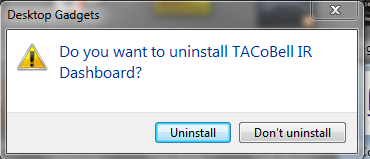 Desktop Gadgets
Do you want to uninstall TACoBell IR
Dashboard?
Uninstall
Don't uninstall